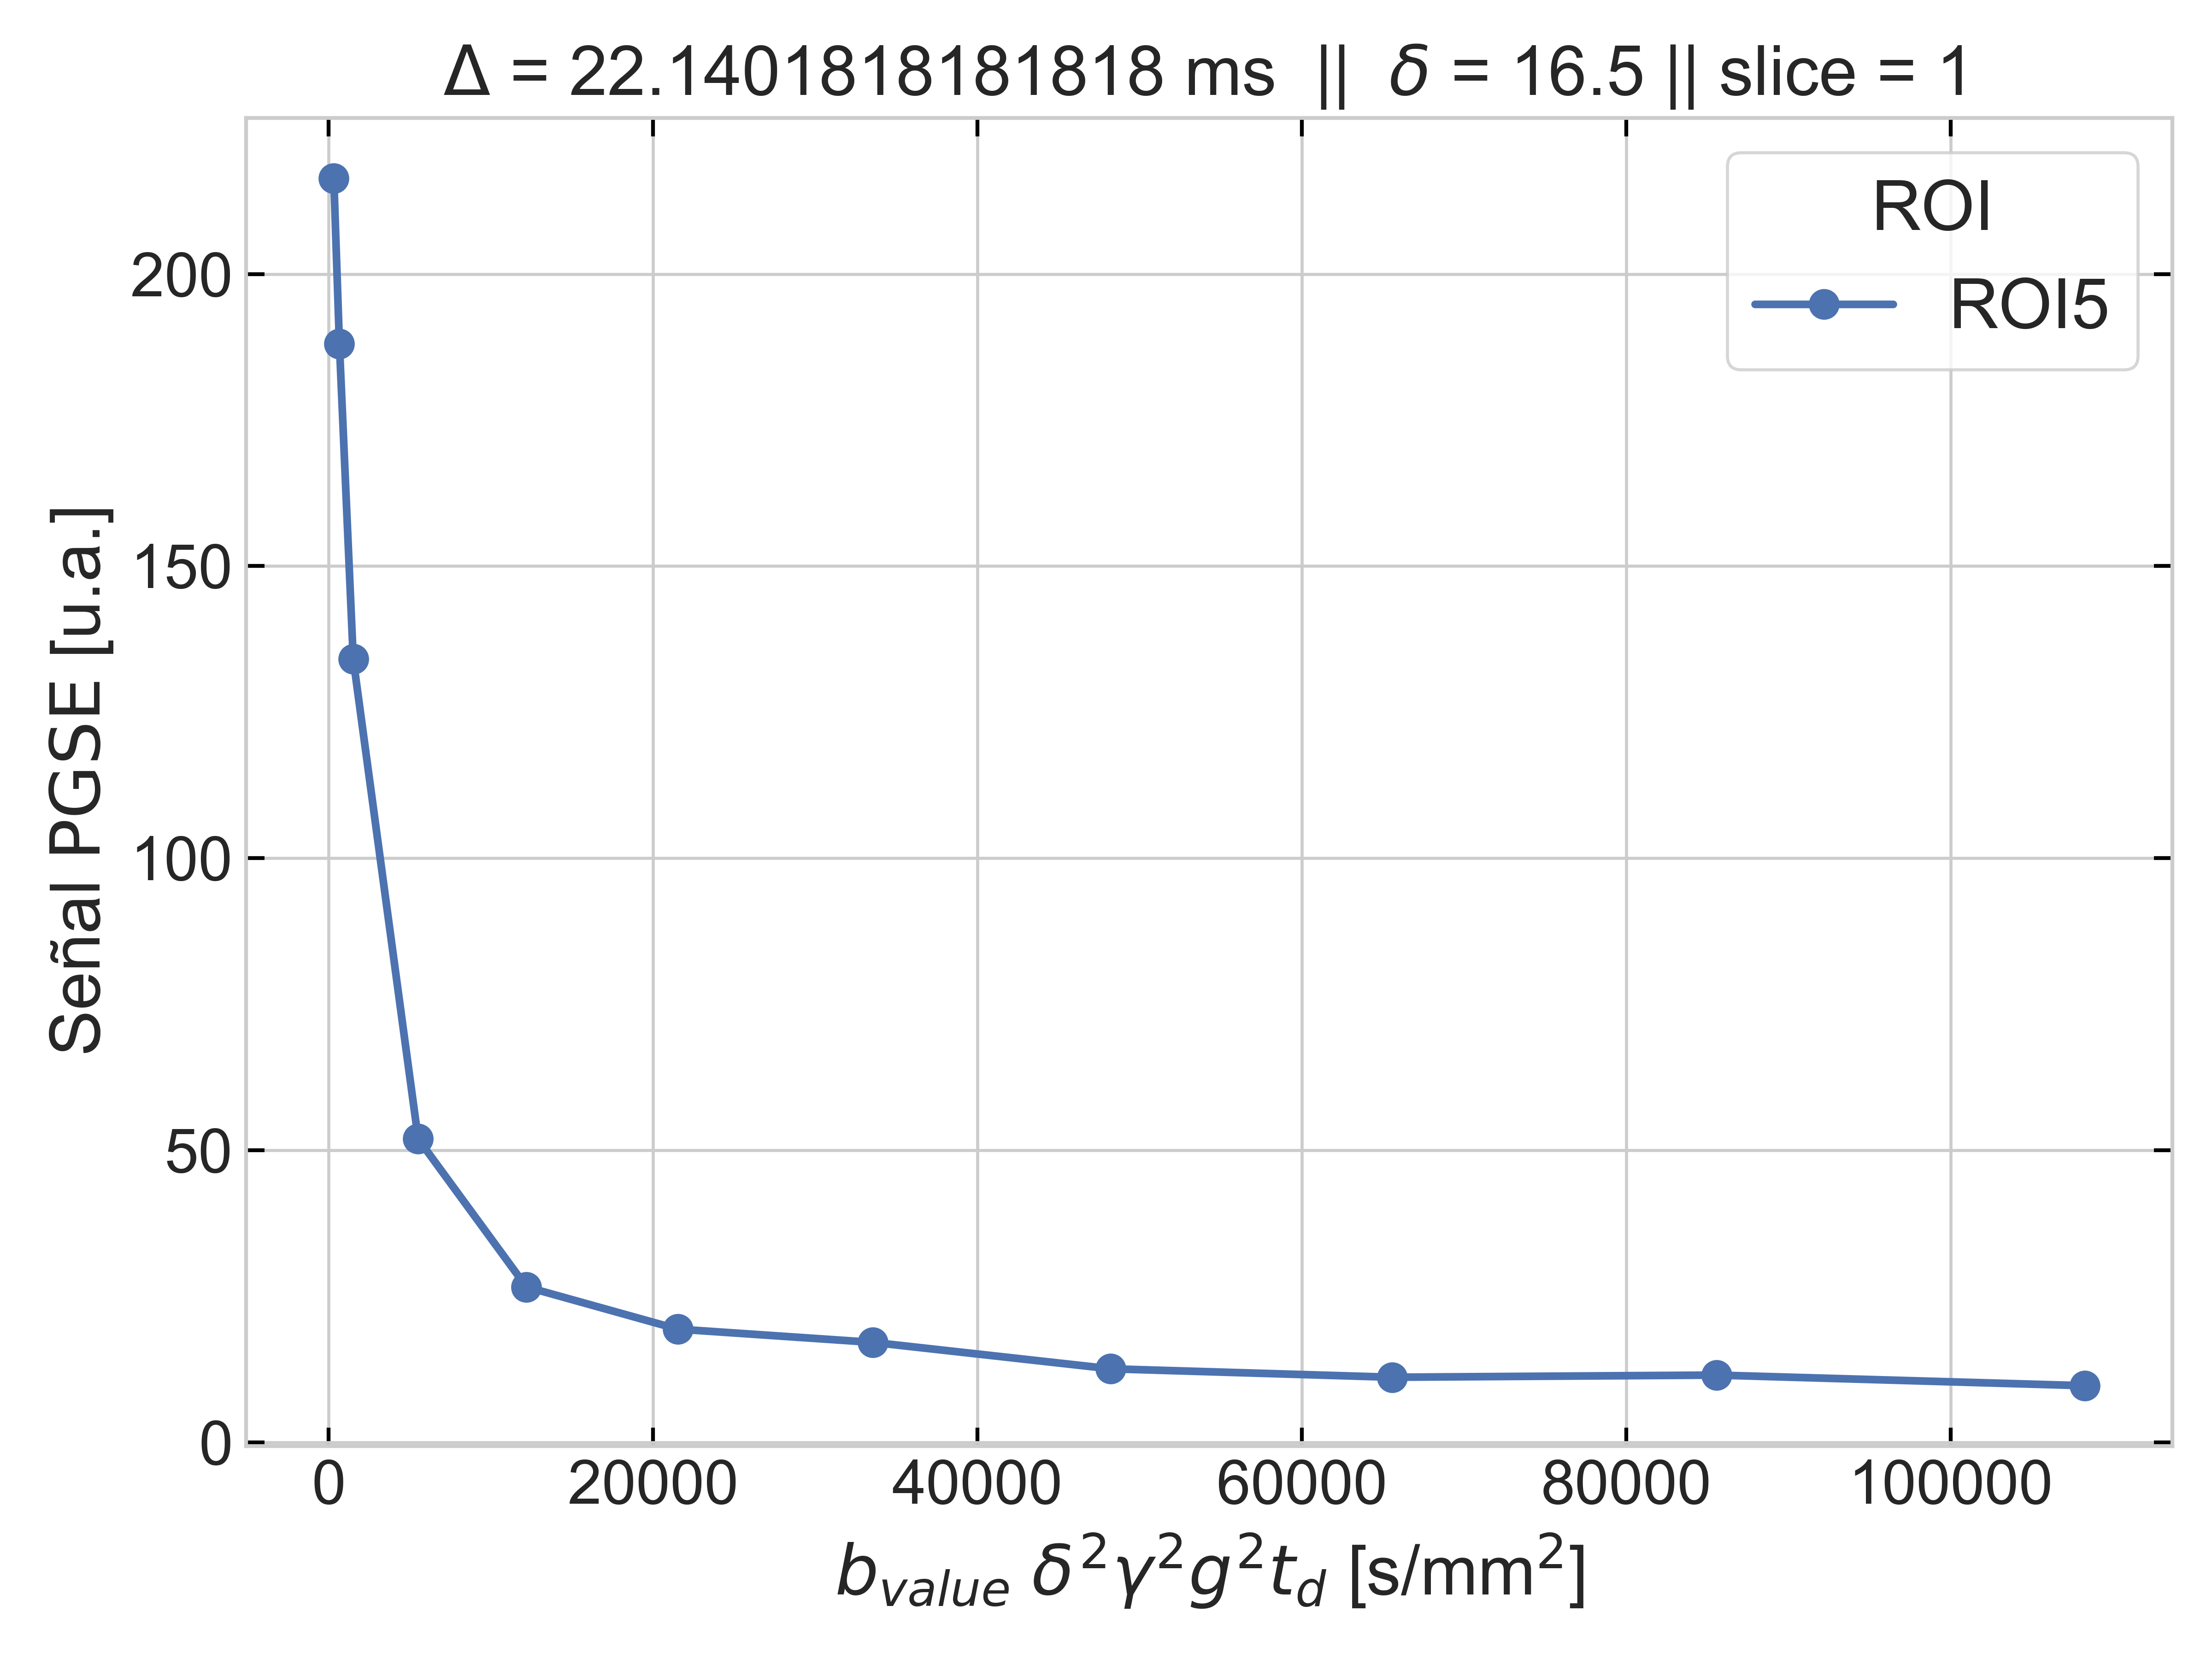 Δ = 22.1401818181818 ms || δ = 16.5 || slice = 1
ROI
ROI5
Señal PGSE [u.a.]
200
150
100
50
0
0 20000 40000 60000 80000 100000
b_value δ²γ²g²t_d [s/mm²]